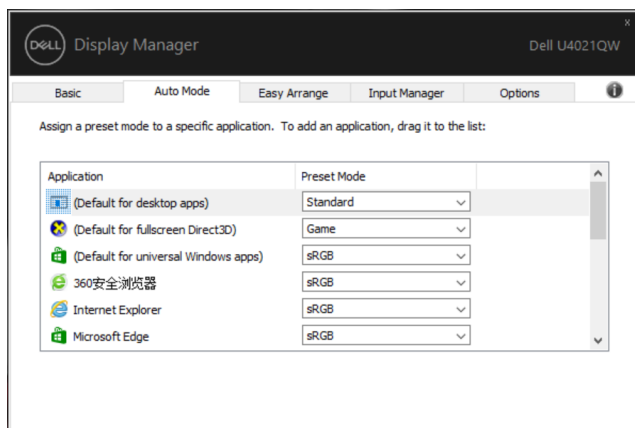 DELL Display Manager Dell U4021QW
Basic Auto Mode Easy Arrange Input Manager Options
Assign a preset mode to a specific application. To add an application, drag it to the list:
Application Preset Mode
(Default for desktop apps) Standard
(Default for fullscreen Direct3D) Game
(Default for universal Windows apps) sRGB
360安全浏览器 sRGB
Internet Explorer sRGB
Microsoft Edge sRGB